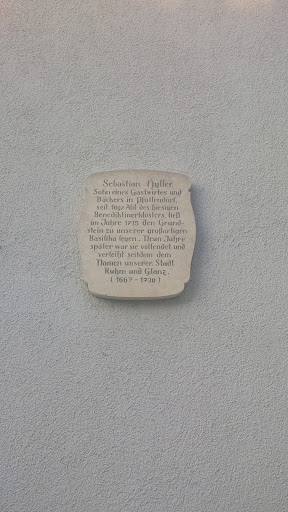 Sebastian Hyller
Sohn eines Gastwirtes und
Bäckers in Pfullendorf,
seit 1697 Abt des hiesigen
Benediktinerklosters, ließ
im Jahre 1715 den Grund-
stein zu unserer großartigen
Basilika legen. Neun Jahre
später war sie vollendet und
verleiht seitdem dem
Namen unserer Stadt
Ruhm und Glanz.
( 1667 - 1730 )